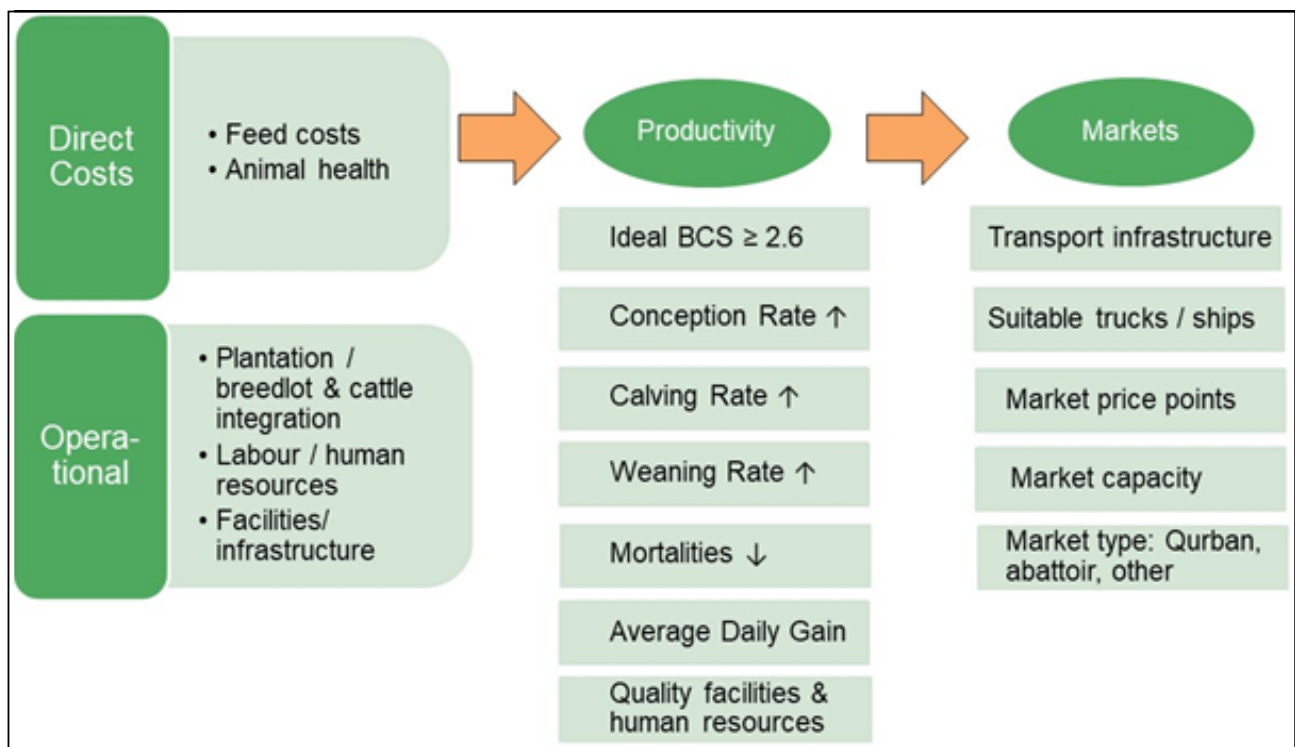 Direct
Costs
• Feed costs
• Animal health
Opera-
tional
• Plantation /
breedlot & cattle
integration
• Labour / human
resources
• Facilities/
infrastructure
Productivity
Ideal BCS ≥ 2.6
Conception Rate ↑
Calving Rate ↑
Weaning Rate ↑
Mortalities ↓
Average Daily Gain
Quality facilities &
human resources
Markets
Transport infrastructure
Suitable trucks / ships
Market price points
Market capacity
Market type: Qurban,
abattoir, other